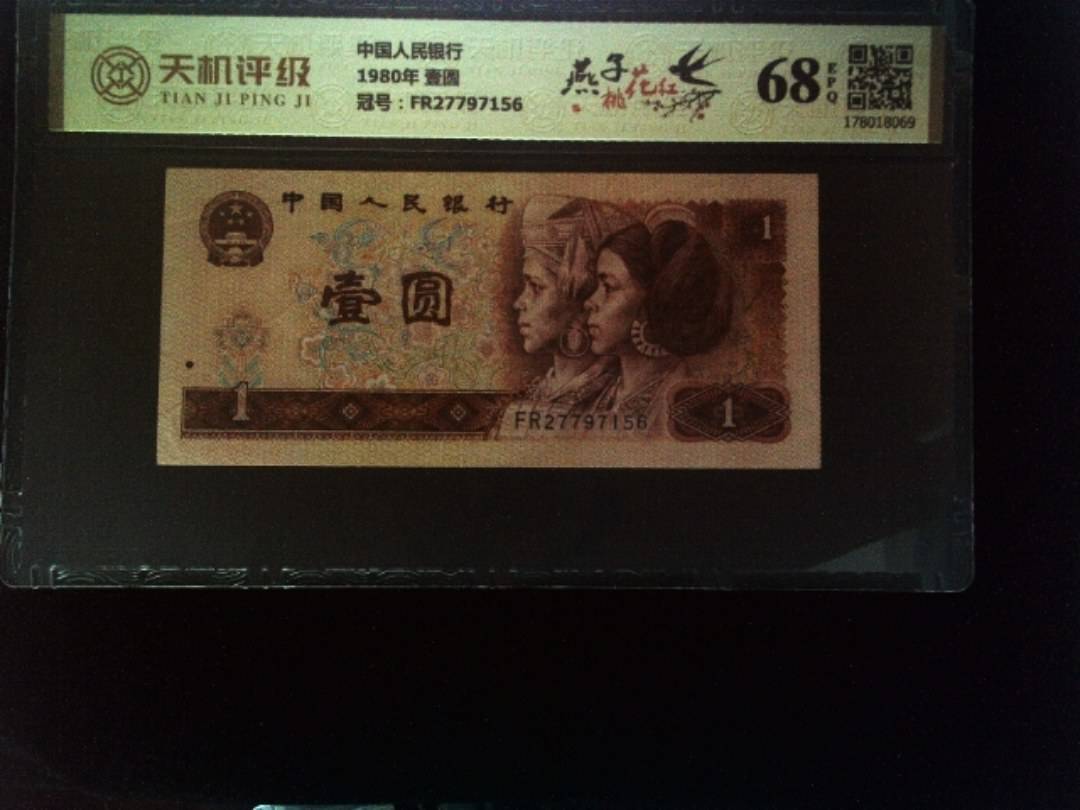 天机评级
TIAN JI PING JI
中国人民银行
1980年 壹圆
冠号：FR27797156
燕子
桃花红
68
EPQ
178018069
中国人民银行
1
壹圆
1
FR27797156
1